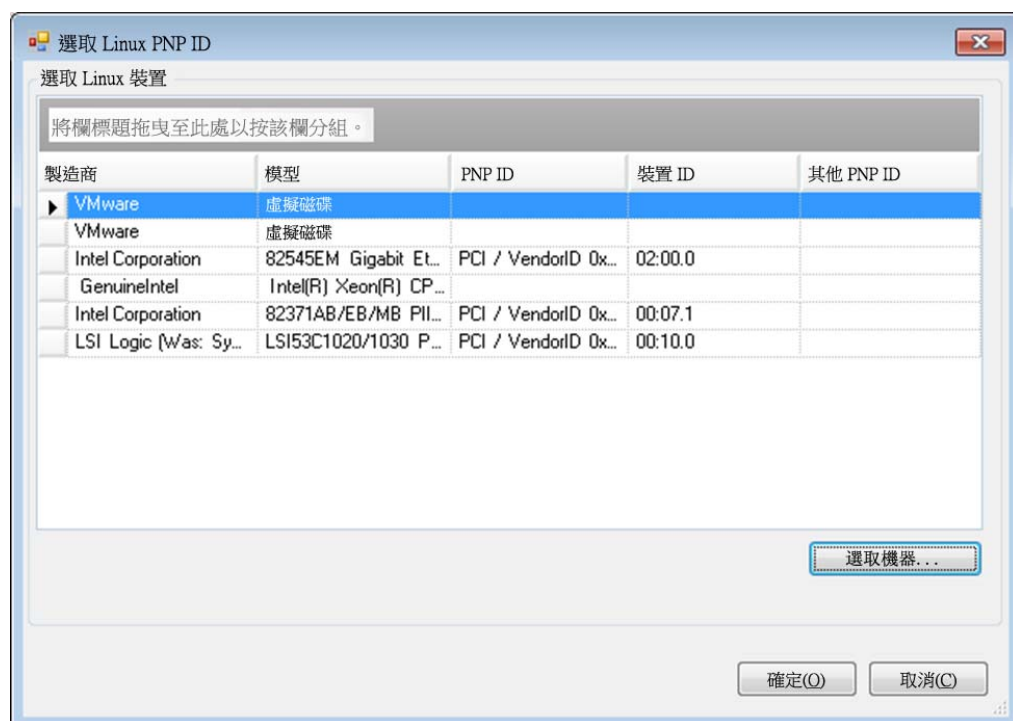 選取 Linux PNP ID
選取 Linux 裝置
將欄標題拖曳至此處以按該欄分組。
製造商 模型 PNP ID 裝置 ID 其他 PNP ID
VMware 虛擬磁碟
VMware 虛擬磁碟
Intel Corporation 82545EM Gigabit Et... PCI / VendorID 0x... 02:00.0
GenuineIntel Intel(R) Xeon(R) CP...
Intel Corporation 82371AB/EB/MB PII... PCI / VendorID 0x... 00:07.1
LSI Logic (Was: Sy... LSI53C1020/1030 P... PCI / VendorID 0x... 00:10.0
選取機器...
確定(O) 取消(C)